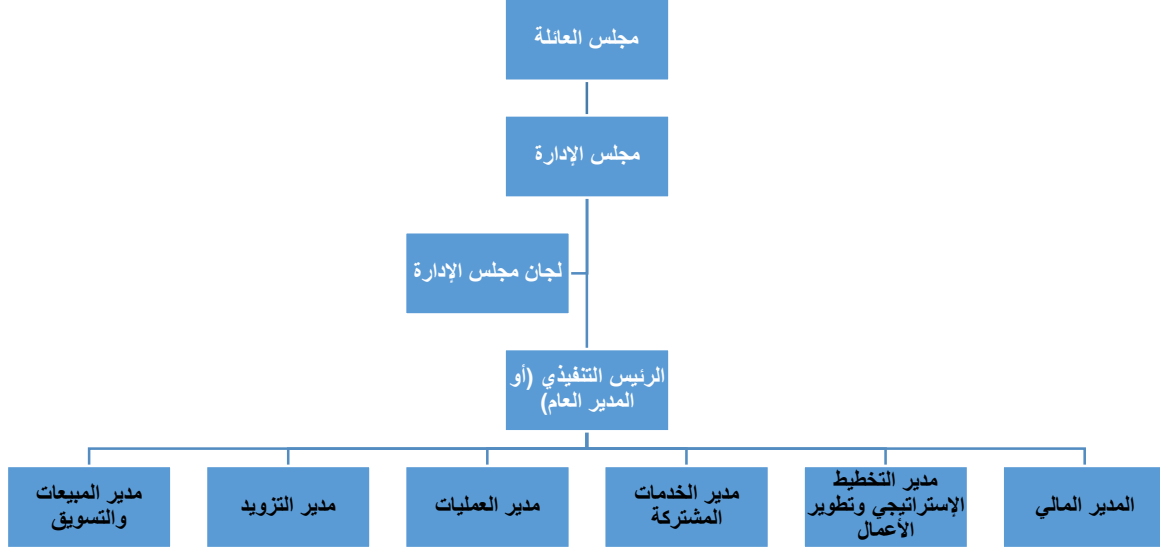 مجلس العائلة
مجلس الإدارة
لجان مجلس الإدارة
الرئيس التنفيذي (أو
المدير العام)
المدير المالي
مدير التخطيط
الإستراتيجي وتطوير
الأعمال
مدير الخدمات
المشتركة
مدير العمليات
مدير التزويد
مدير المبيعات
والتسويق